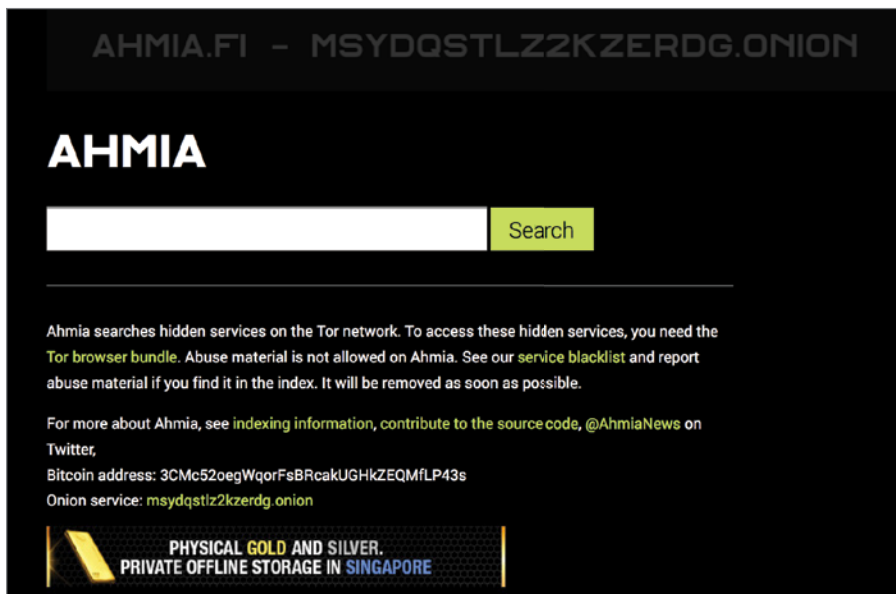 AHMIA.FI - MSYDQSTLZ2KZERDG.ONION
AHMIA
Search
Ahmia searches hidden services on the Tor network. To access these hidden services, you need the
Tor browser bundle. Abuse material is not allowed on Ahmia. See our service blacklist and report
abuse material if you find it in the index. It will be removed as soon as possible.
For more about Ahmia, see indexing information, contribute to the source code, @AhmiaNews on
Twitter,
Bitcoin address: 3CMc52oegWqorFsBRcakUGHkZEQMfLP43s
Onion service: msydqstlz2kzerdg.onion
PHYSICAL GOLD AND SILVER.
PRIVATE OFFLINE STORAGE IN SINGAPORE